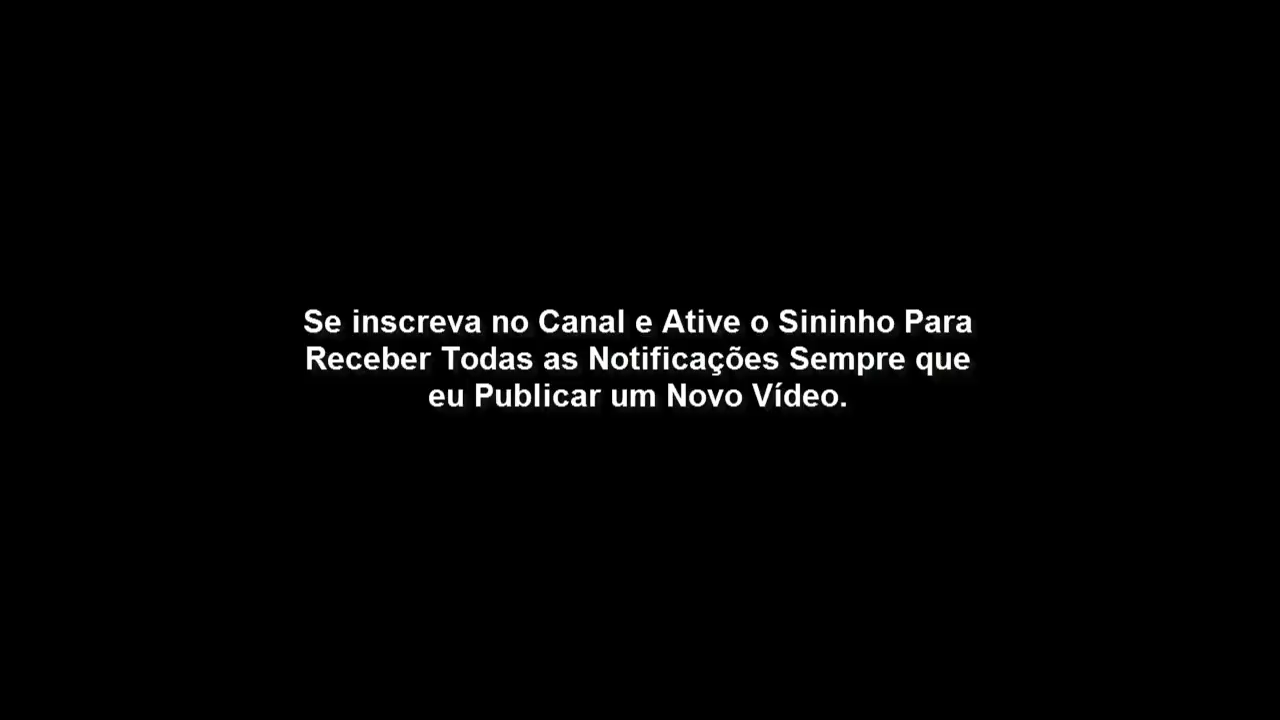 Se inscreva no Canal e Ative o Sininho Para
Receber Todas as Notificações Sempre que
eu Publicar um Novo Vídeo.